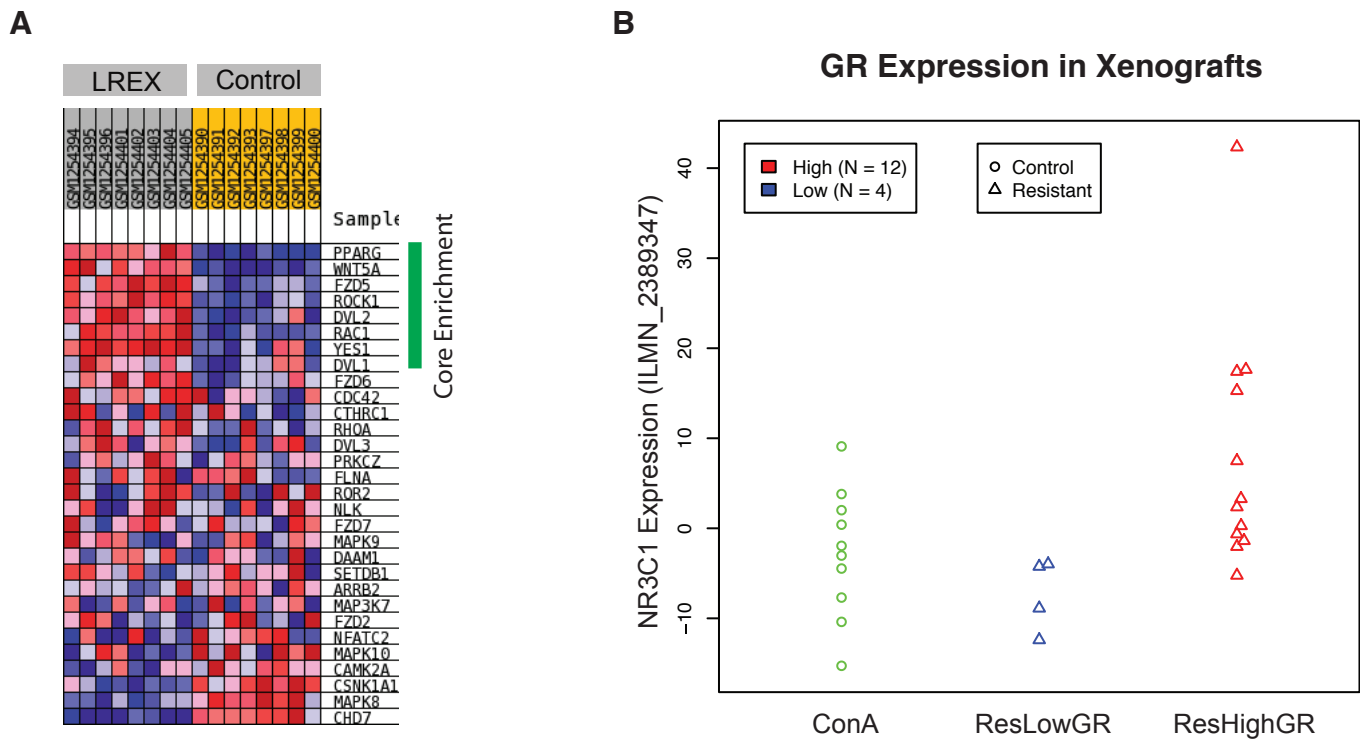 A
LREX
Control
GSM1254394
GSM1254395
GSM1254396
GSM1254401
GSM1254402
GSM1254403
GSM1254404
GSM1254405
GSM1254390
GSM1254391
GSM1254392
GSM1254393
GSM1254397
GSM1254398
GSM1254399
GSM1254400
Sample
PPARG
WNT5A
FZD5
ROCK1
DVL2
RAC1
YES1
DVL1
FZD6
CDC42
CTHRC1
RHOA
DVL3
PRKCZ
FLNA
ROR2
NLK
FZD7
MAPK9
DAAM1
SETDB1
ARRB2
MAP3K7
FZD2
NFATC2
MAPK10
CAMK2A
CSNK1A1
MAPK8
CHD7
Core Enrichment
B
GR Expression in Xenografts
High (N = 12)
Low (N = 4)
Control
Resistant
NR3C1 Expression (ILMN_2389347)
40
30
20
10
0
−10
ConA
ResLowGR
ResHighGR